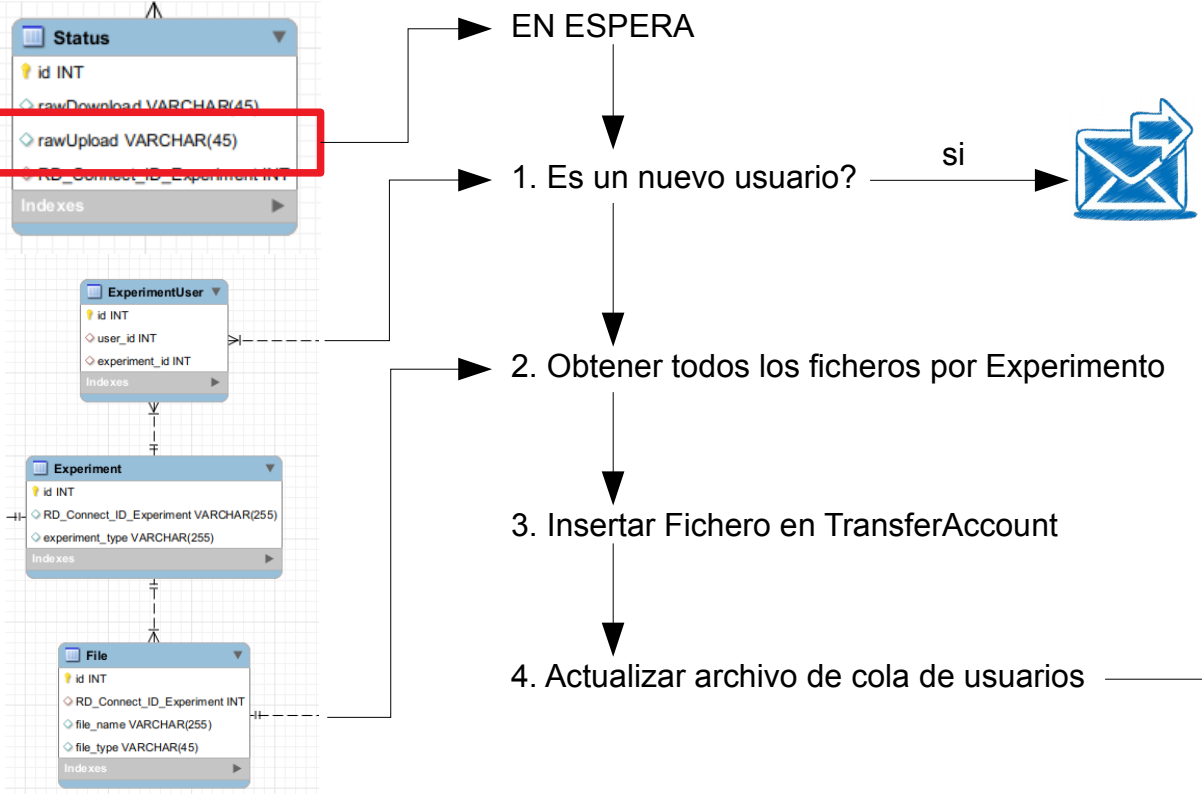 Status
id INT
rawDownload VARCHAR(45)
rawUpload VARCHAR(45)
RD_Connect_ID_Experiment INT
Indexes
ExperimentUser
id INT
user_id INT
experiment_id INT
Indexes
Experiment
id INT
RD_Connect_ID_Experiment VARCHAR(255)
experiment_type VARCHAR(255)
Indexes
File
id INT
RD_Connect_ID_Experiment INT
file_name VARCHAR(255)
file_type VARCHAR(45)
Indexes
EN ESPERA
1. Es un nuevo usuario?
si
2. Obtener todos los ficheros por Experimento
3. Insertar Fichero en TransferAccount
4. Actualizar archivo de cola de usuarios